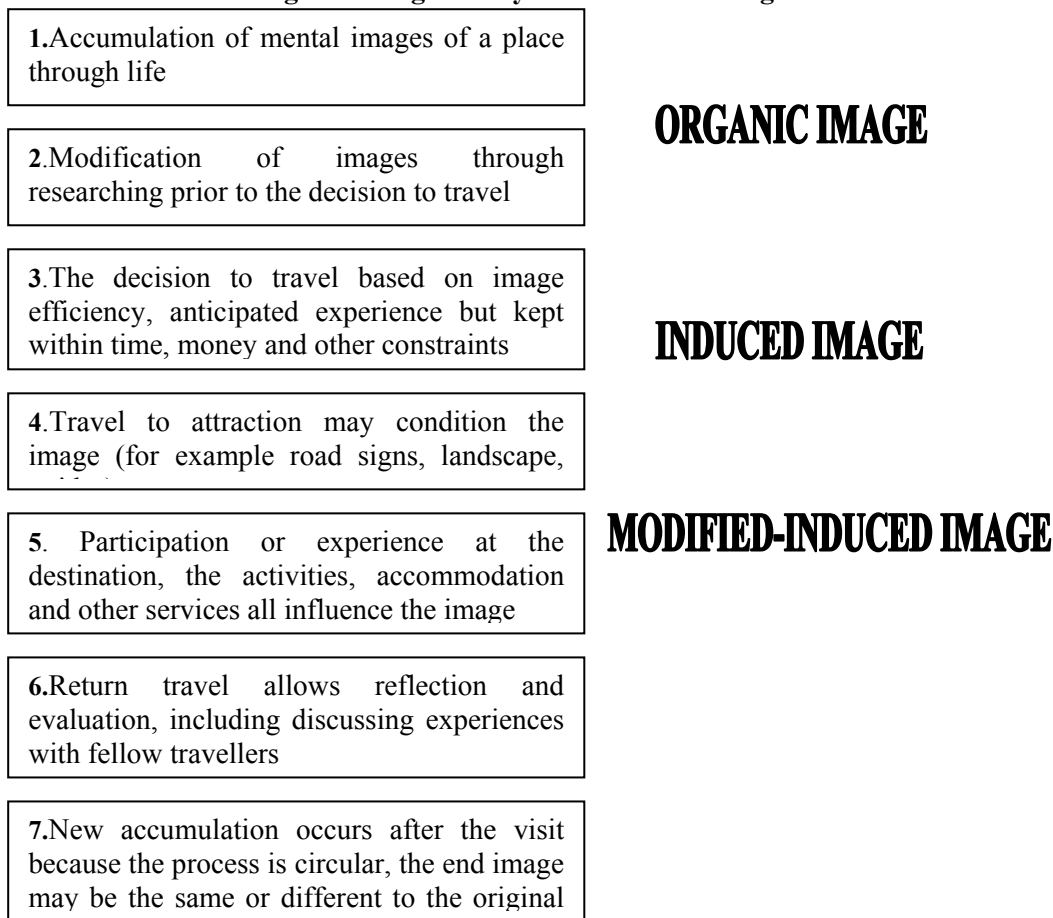 1.Accumulation of mental images of a place
through life
ORGANIC IMAGE
2.Modification of images through
researching prior to the decision to travel
3.The decision to travel based on image
efficiency, anticipated experience but kept
within time, money and other constraints
INDUCED IMAGE
4.Travel to attraction may condition the
image (for example road signs, landscape,
5. Participation or experience at the
destination, the activities, accommodation
and other services all influence the image
MODIFIED-INDUCED IMAGE
6.Return travel allows reflection and
evaluation, including discussing experiences
with fellow travellers
7.New accumulation occurs after the visit
because the process is circular, the end image
may be the same or different to the original